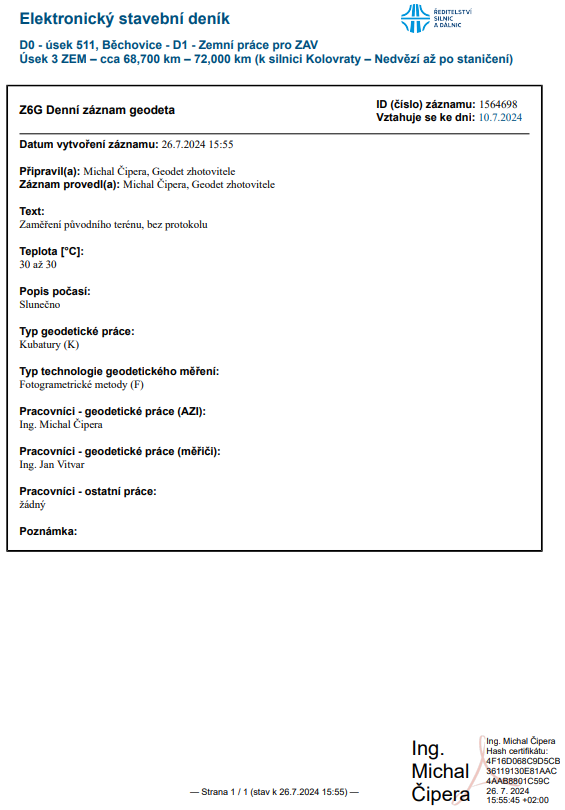 Elektronický stavební deník
ŘEDITELSTVÍ
SILNIC
A DÁLNIC
D0 - úsek 511, Běchovice - D1 - Zemní práce pro ZAV
Úsek 3 ZEM – cca 68,700 km – 72,000 km (k silnici Kolovraty – Nedvězí až po staničení)
Z6G Denní záznam geodeta
ID (číslo) záznamu: 1564698
Vztahuje se ke dni: 10.7.2024
Datum vytvoření záznamu: 26.7.2024 15:55
Připravil(a): Michal Čipera, Geodet zhotovitele
Záznam provedl(a): Michal Čipera, Geodet zhotovitele
Text:
Zaměření původního terénu, bez protokolu
Teplota [°C]:
30 až 30
Popis počasí:
Slunečno
Typ geodetické práce:
Kubatury (K)
Typ technologie geodetického měření:
Fotogrametrické metody (F)
Pracovníci - geodetické práce (AZI):
Ing. Michal Čipera
Pracovníci - geodetické práce (měřiči):
Ing. Jan Vitvar
Pracovníci - ostatní práce:
žádný
Poznámka:
Ing.
Michal
Čipera
Ing. Michal Čipera
Hash certifikátu:
4F16D068C9D5CB
36119130E81AAC
4AAB8801C59C
26. 7. 2024
15:55:45 +02:00
— Strana 1 / 1 (stav k 26.7.2024 15:55) —